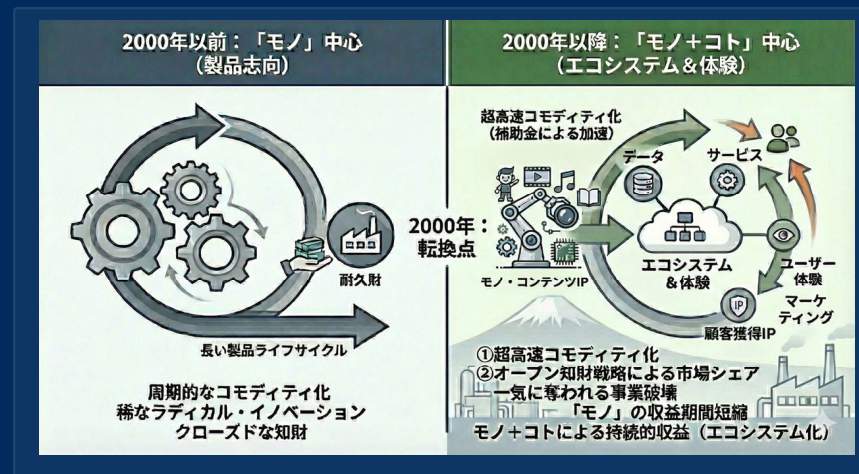 2000年以前：「モノ」中心
（製品志向）
耐久財
長い製品ライフサイクル
周期的なコモディティ化
稀なラディカル・イノベーション
クローズドな知財
2000年：
転換点
2000年以降：「モノ＋コト」中心
（エコシステム＆体験）
超高速コモディティ化
（補助金による加速）
データ
サービス
モノ・コンテンツIP
エコシステム
＆体験
ユーザー
体験
マーケ
ティング
IP
顧客獲得IP
①超高速コモディティ化
②オープン知財戦略による市場シェア
一気に奪われる事業破壊
「モノ」の収益期間短縮
モノ＋コトによる持続的収益（エコシステム化）